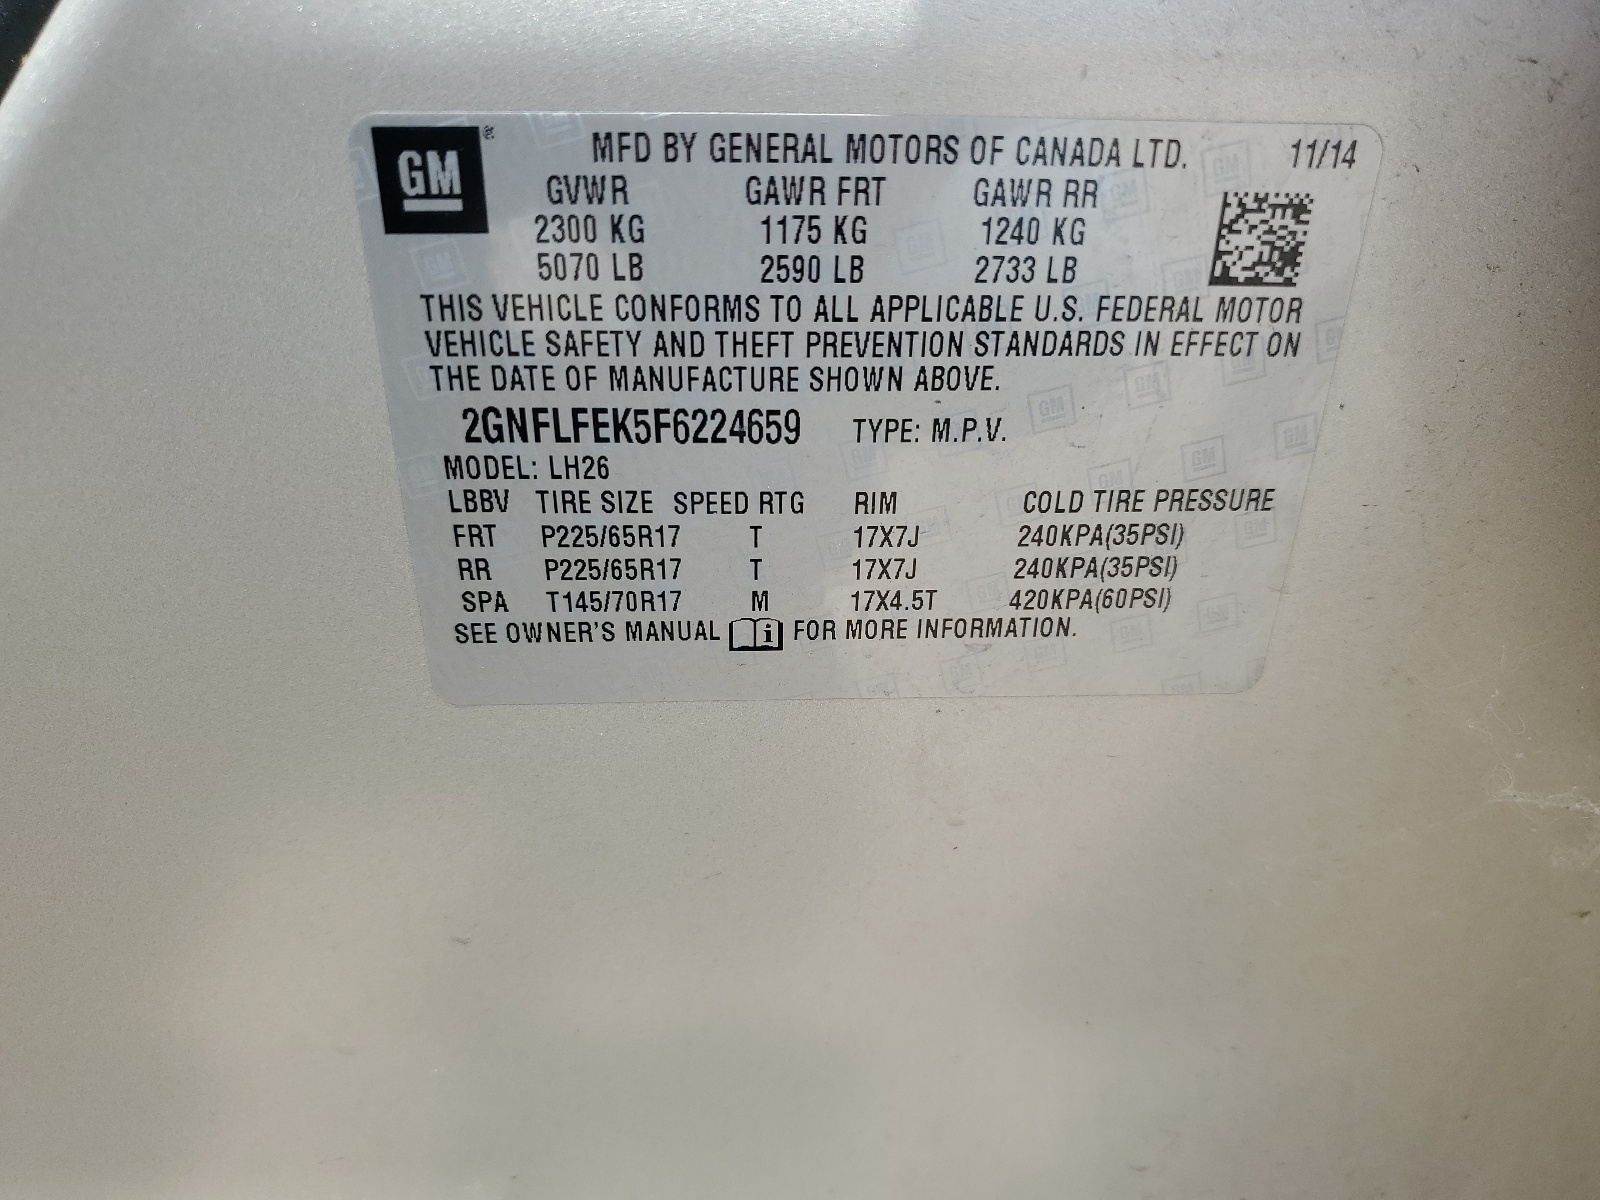 GM ® MFD BY GENERAL MOTORS OF CANADA LTD. 11/14
GVWR GAWR FRT GAWR RR
2300 KG 1175 KG 1240 KG
5070 LB 2590 LB 2733 LB
THIS VEHICLE CONFORMS TO ALL APPLICABLE U.S. FEDERAL MOTOR
VEHICLE SAFETY AND THEFT PREVENTION STANDARDS IN EFFECT ON
THE DATE OF MANUFACTURE SHOWN ABOVE.
2GNFLFEK5F6224659 TYPE: M.P.V.
MODEL: LH26
LBBV TIRE SIZE SPEED RTG RIM COLD TIRE PRESSURE
FRT P225/65R17 T 17X7J 240KPA(35PSI)
RR P225/65R17 T 17X7J 240KPA(35PSI)
SPA T145/70R17 M 17X4.5T 420KPA(60PSI)
SEE OWNER'S MANUAL i FOR MORE INFORMATION.